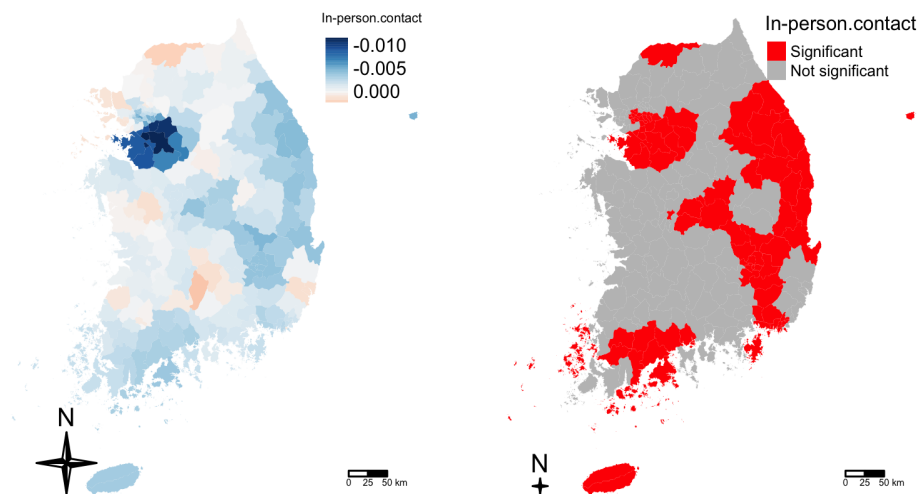 In-person.contact
-0.010
-0.005
0.000
N
0 25 50 km
In-person.contact
Significant
Not significant
N
0 25 50 km